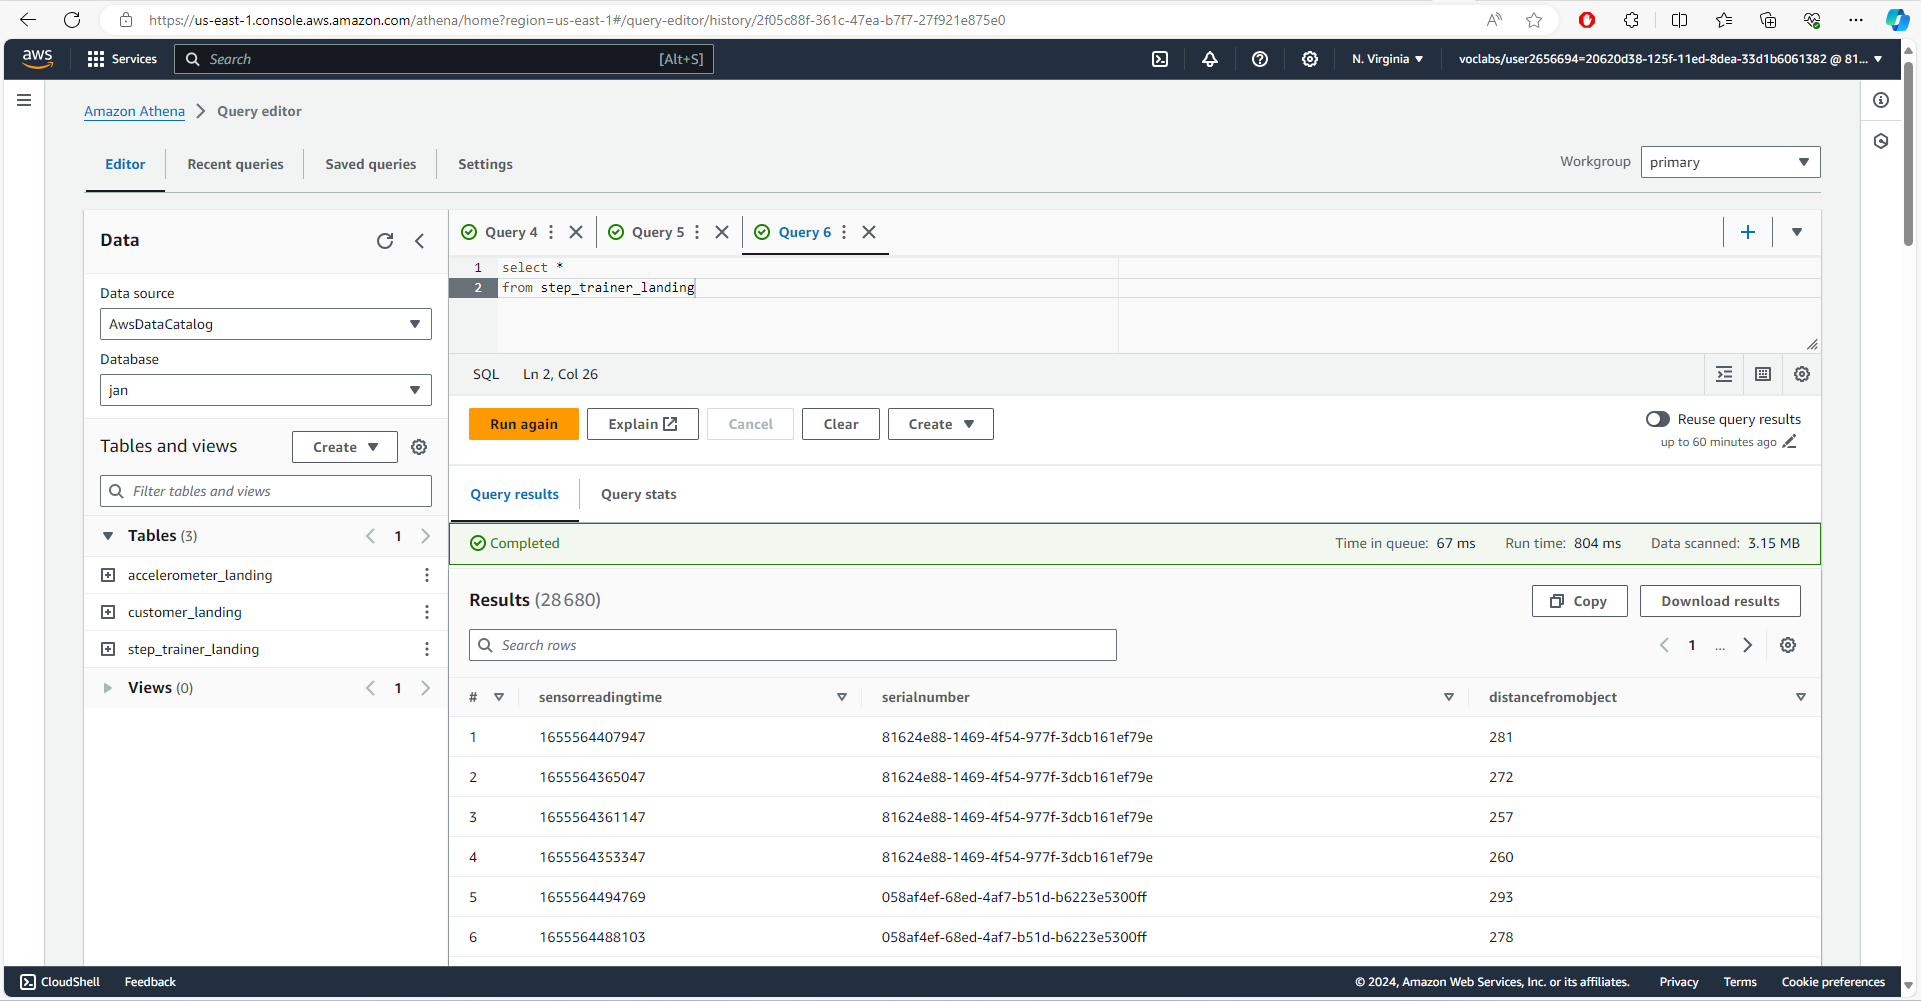 https://us-east-1.console.aws.amazon.com/athena/home?region=us-east-1#/query-editor/history/2f05c88f-361c-47ea-b7f7-27f921e875e0
aws Services Search [Alt+S] N. Virginia voclabs/user2656694=20620d38-125f-11ed-8dea-33d1b6061382 @ 81...
Amazon Athena Query editor
Editor Recent queries Saved queries Settings Workgroup primary
Data
Data source
AwsDataCatalog
Database
jan
Tables and views Create
Filter tables and views
Tables (3) 1
accelerometer_landing
customer_landing
step_trainer_landing
Views (0) 1
Query 4 Query 5 Query 6
1 select *
2 from step_trainer_landing
SQL Ln 2, Col 26
Run again Explain Cancel Clear Create Reuse query results
up to 60 minutes ago
Query results Query stats
Completed Time in queue: 67 ms Run time: 804 ms Data scanned: 3.15 MB
Results (28 680) Copy Download results
Search rows 1 ...
# sensorreadingtime serialnumber distancefromobject
1 1655564407947 81624e88-1469-4f54-977f-3dcb161ef79e 281
2 1655564365047 81624e88-1469-4f54-977f-3dcb161ef79e 272
3 1655564361147 81624e88-1469-4f54-977f-3dcb161ef79e 257
4 1655564353347 81624e88-1469-4f54-977f-3dcb161ef79e 260
5 1655564494769 058af4ef-68ed-4af7-b51d-b6223e5300ff 293
6 1655564488103 058af4ef-68ed-4af7-b51d-b6223e5300ff 278
CloudShell Feedback © 2024, Amazon Web Services, Inc. or its affiliates. Privacy Terms Cookie preferences